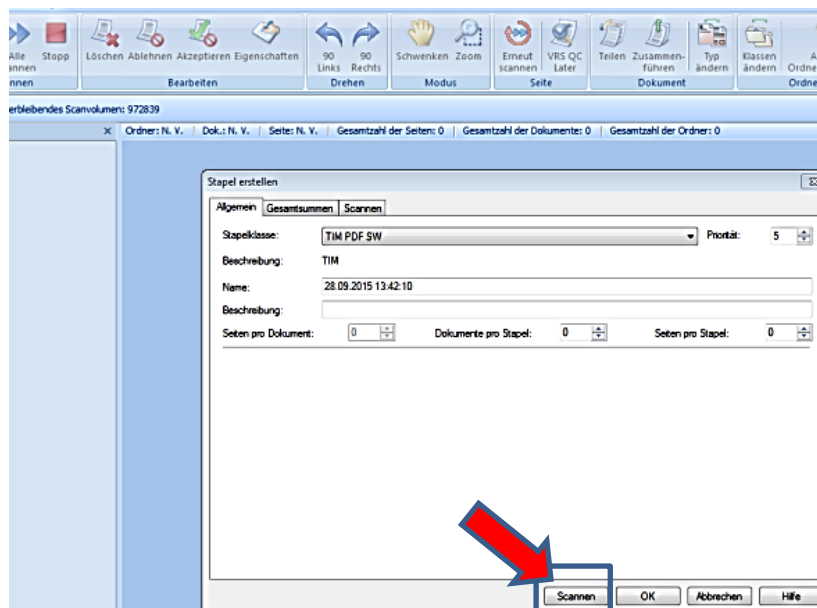 Alle Stopp Löschen Ablehnen Akzeptieren Eigenschaften 90 90 Schwenken Zoom Erneut VRS QC Teilen Zusammen- Typ Klassen
Links Rechts scannen Later führen ändern ändern
Bearbeiten Drehen Modus Seite Dokument
Scanvolumen: 972839
Ordner: N. V. Dok.: N. V. Seite: N. V. Gesamtzahl der Seiten: 0 Gesamtzahl der Dokumente: 0 Gesamtzahl der Ordner: 0
Stapel erstellen
Allgemein Gesamtsummen Scannen
Stapelklasse: TIM PDF SW Priorität: 5
Beschreibung: TIM
Name: 28.09.2015 13:42:10
Beschreibung:
Seiten pro Dokument: 0 Dokumente pro Stapel: 0 Seiten pro Stapel: 0
Scannen OK Abbrechen Hilfe